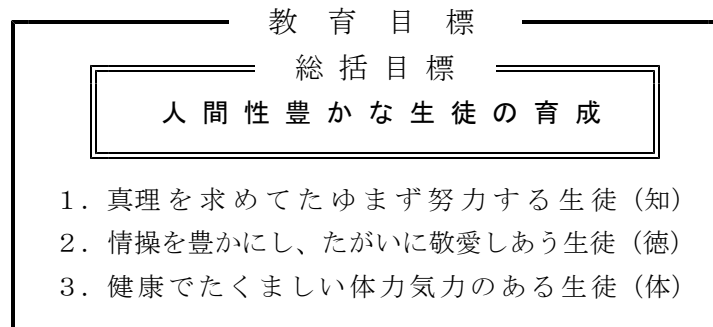 教育目標
総括目標
人間性豊かな生徒の育成
１．真理を求めてたゆまず努力する生徒（知）
２．情操を豊かにし、たがいに敬愛しあう生徒（徳）
３．健康でたくましい体力気力のある生徒（体）